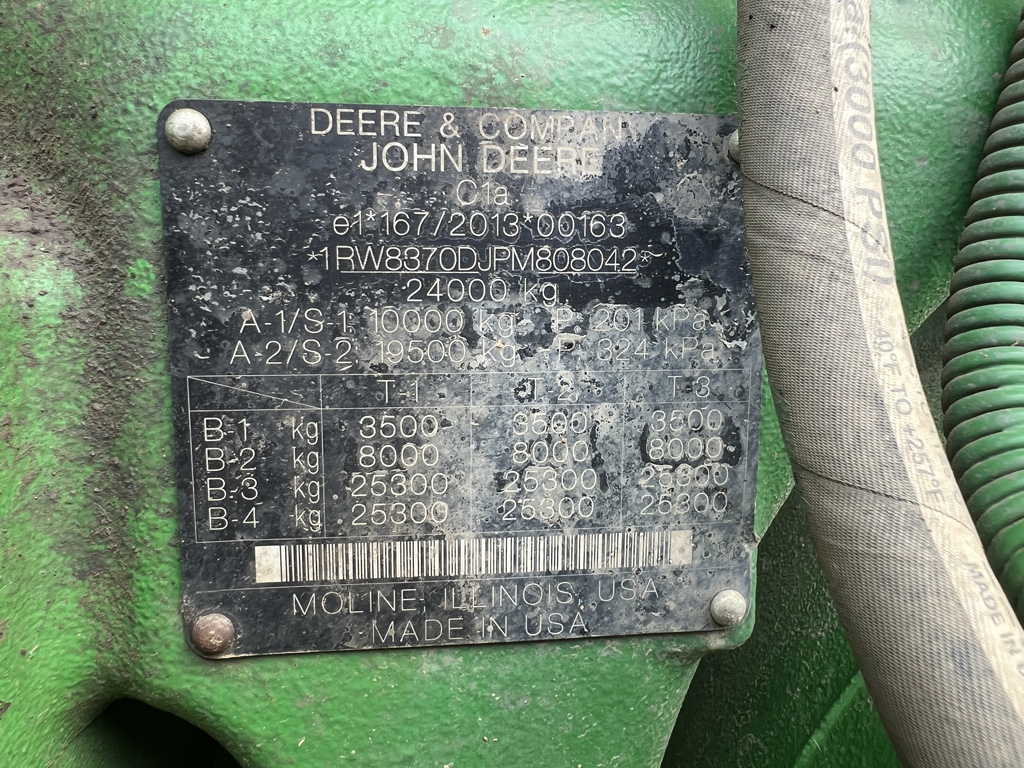 DEERE & COMPANY
JOHN DEERE
C1a
e1*167/2013*00163
*1RW8370DJPM808042*
24000 kg
A-1/S-1 10000 kg P: 201 kPa
A-2/S-2 19500 kg P: 324 kPa
T-1 T-2 T-3
B-1 kg 3500 3500 3500
B-2 kg 8000 8000 8000
B-3 kg 25300 25300 25300
B-4 kg 25300 25300 25300
MOLINE, ILLINOIS, USA
MADE IN USA
(3000 PSI) -40°F TO +257°F MADE IN